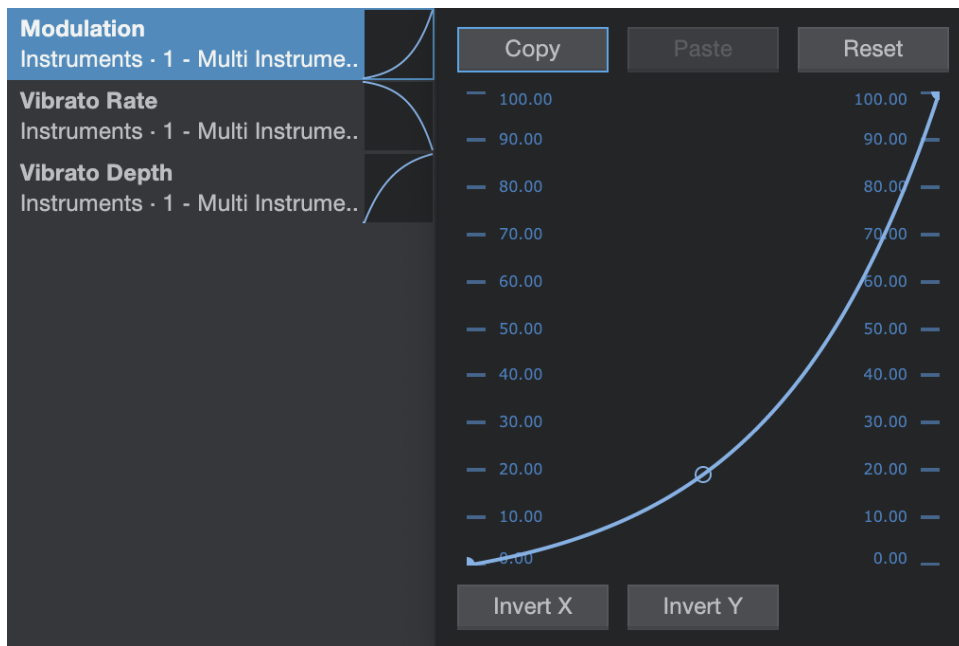 Modulation
Instruments · 1 - Multi Instrume..
Vibrato Rate
Instruments · 1 - Multi Instrume..
Vibrato Depth
Instruments · 1 - Multi Instrume..
Copy Paste Reset
100.00 100.00
90.00 90.00
80.00 80.00
70.00 70.00
60.00 60.00
50.00 50.00
40.00 40.00
30.00 30.00
20.00 20.00
10.00 10.00
0.00 0.00
Invert X Invert Y